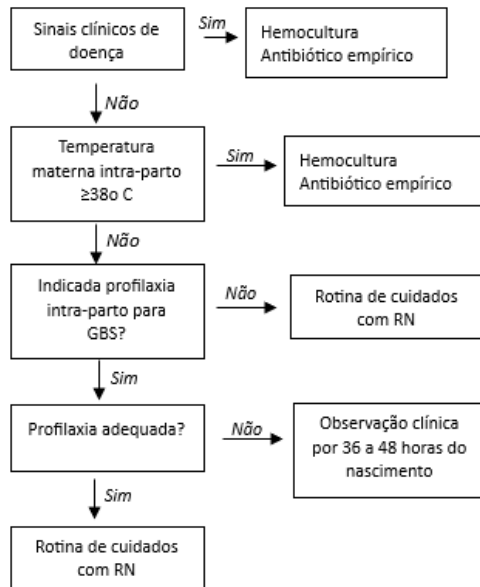 Sinais clínicos de
doença
Sim
Hemocultura
Antibiótico empírico
Não
Temperatura
materna intra-parto
≥38o C
Sim
Hemocultura
Antibiótico empírico
Não
Indicada profilaxia
intra-parto para
GBS?
Não
Rotina de cuidados
com RN
Sim
Profilaxia adequada?
Não
Observação clínica
por 36 a 48 horas do
nascimento
Sim
Rotina de cuidados
com RN